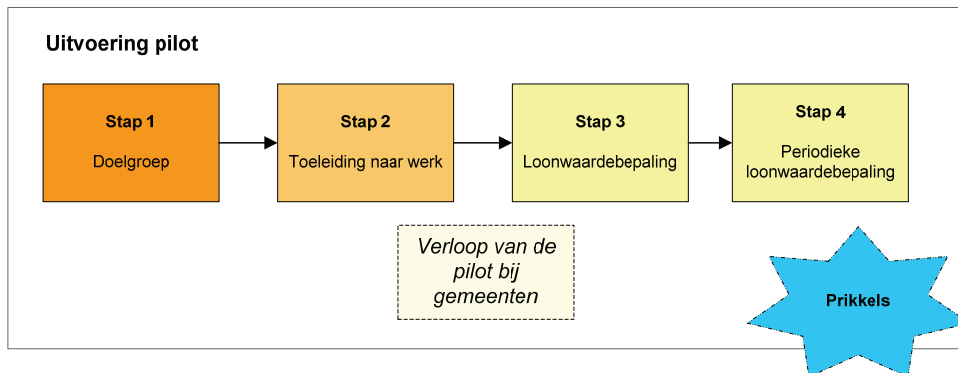 Uitvoering pilot
Stap 1
Doelgroep
Stap 2
Toeleiding naar werk
Stap 3
Loonwaardebepaling
Stap 4
Periodieke
loonwaardebepaling
Verloop van de
pilot bij
gemeenten
Prikkels